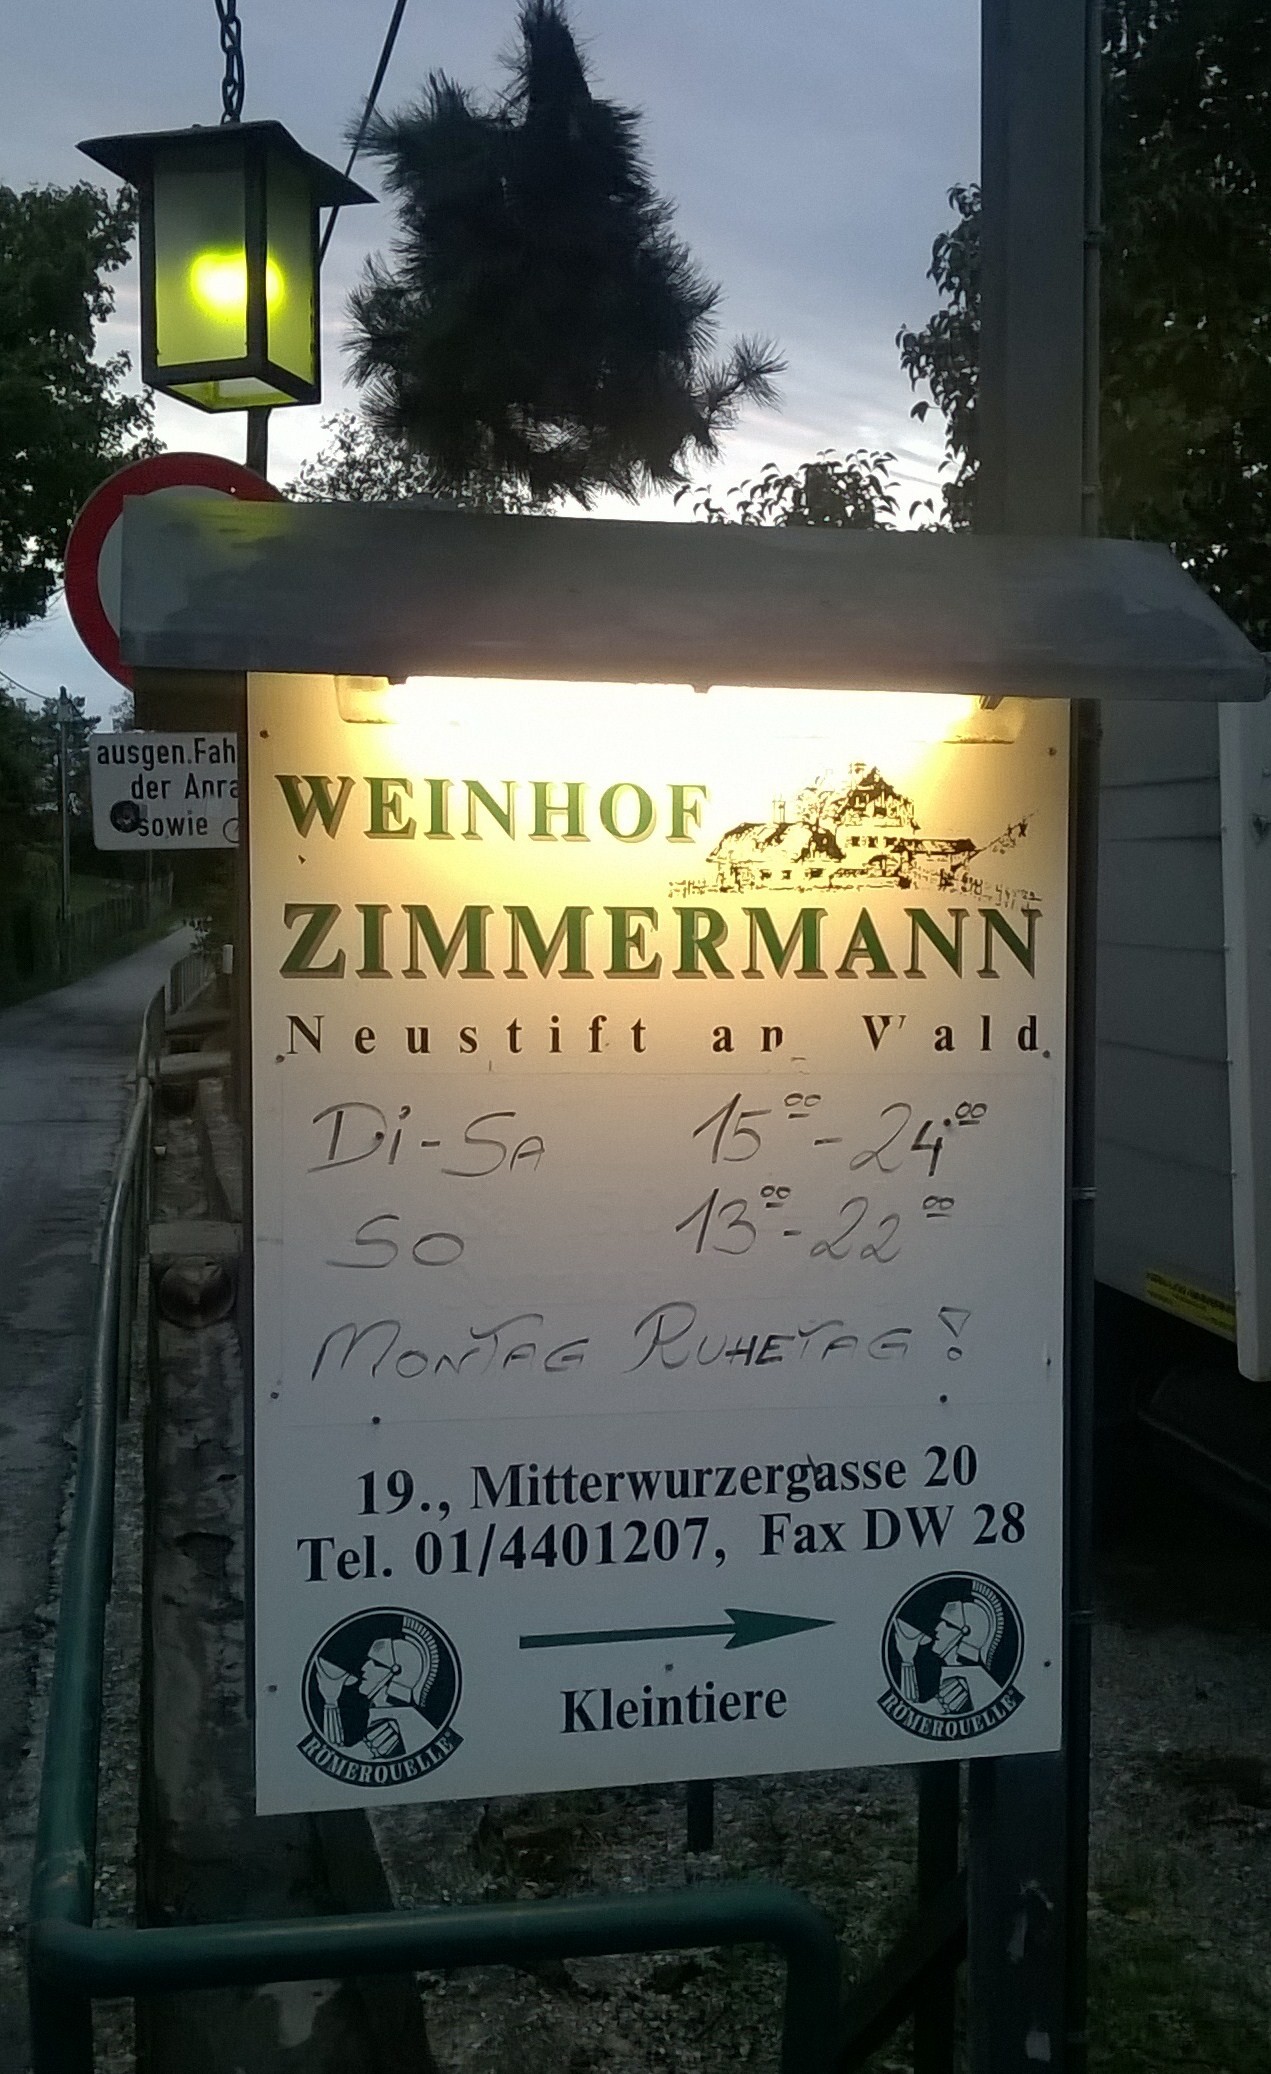 ausgen.Fah
der Anra
sowie
WEINHOF
ZIMMERMANN
Neustift am Wald
Di-SA 15⁰⁰-24⁰⁰
SO 13⁰⁰-22⁰⁰
MONTAG RUHETAG!
19., Mitterwurzergasse 20
Tel. 01/4401207, Fax DW 28
Kleintiere
RÖMERQUELLE
RÖMERQUELLE